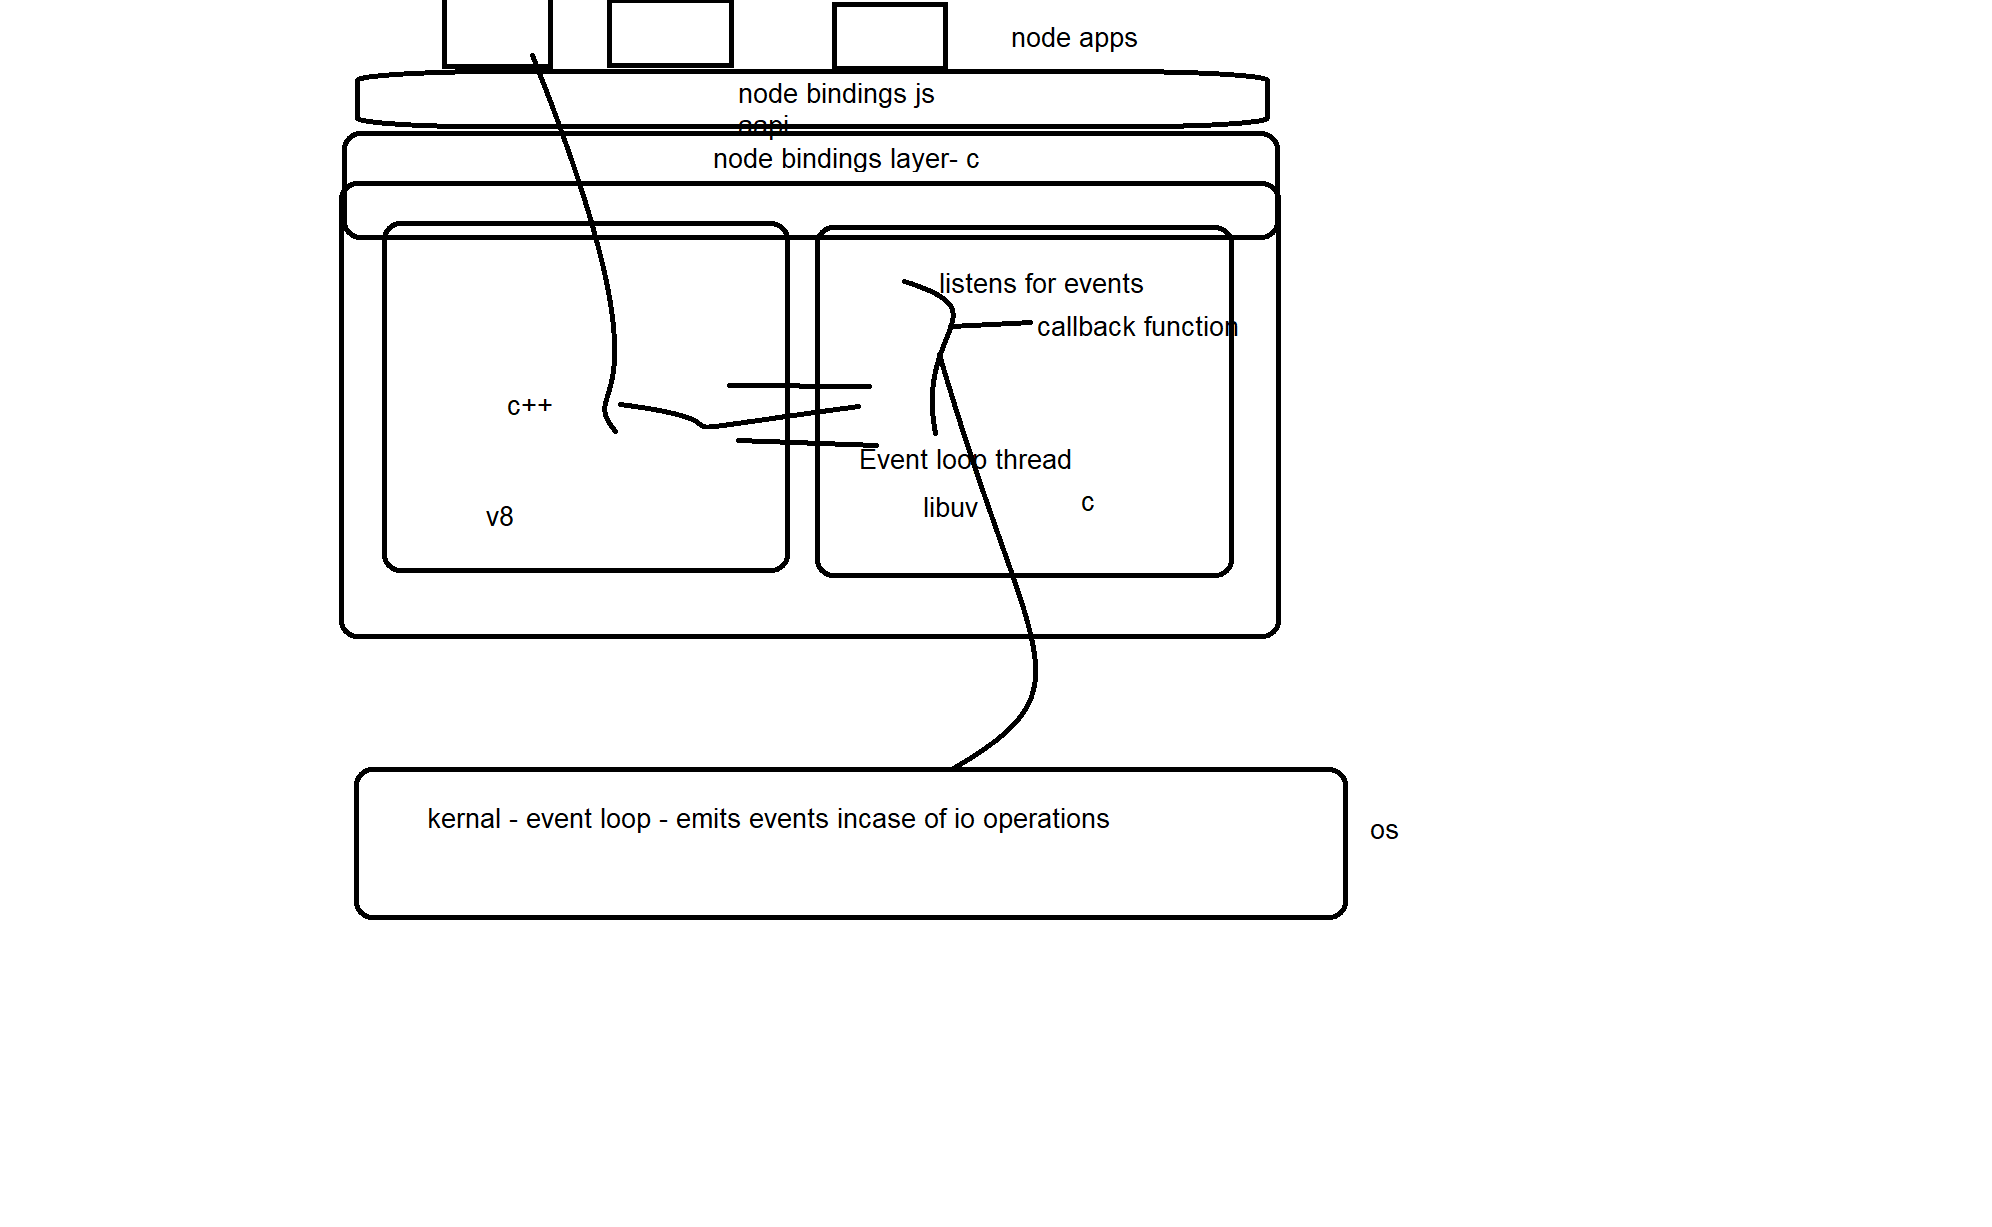 node apps
node bindings js
aapi
node bindings layer- c
listens for events
callback function
c++
Event loop thread
libuv
c
v8
kernal - event loop - emits events incase of io operations
os